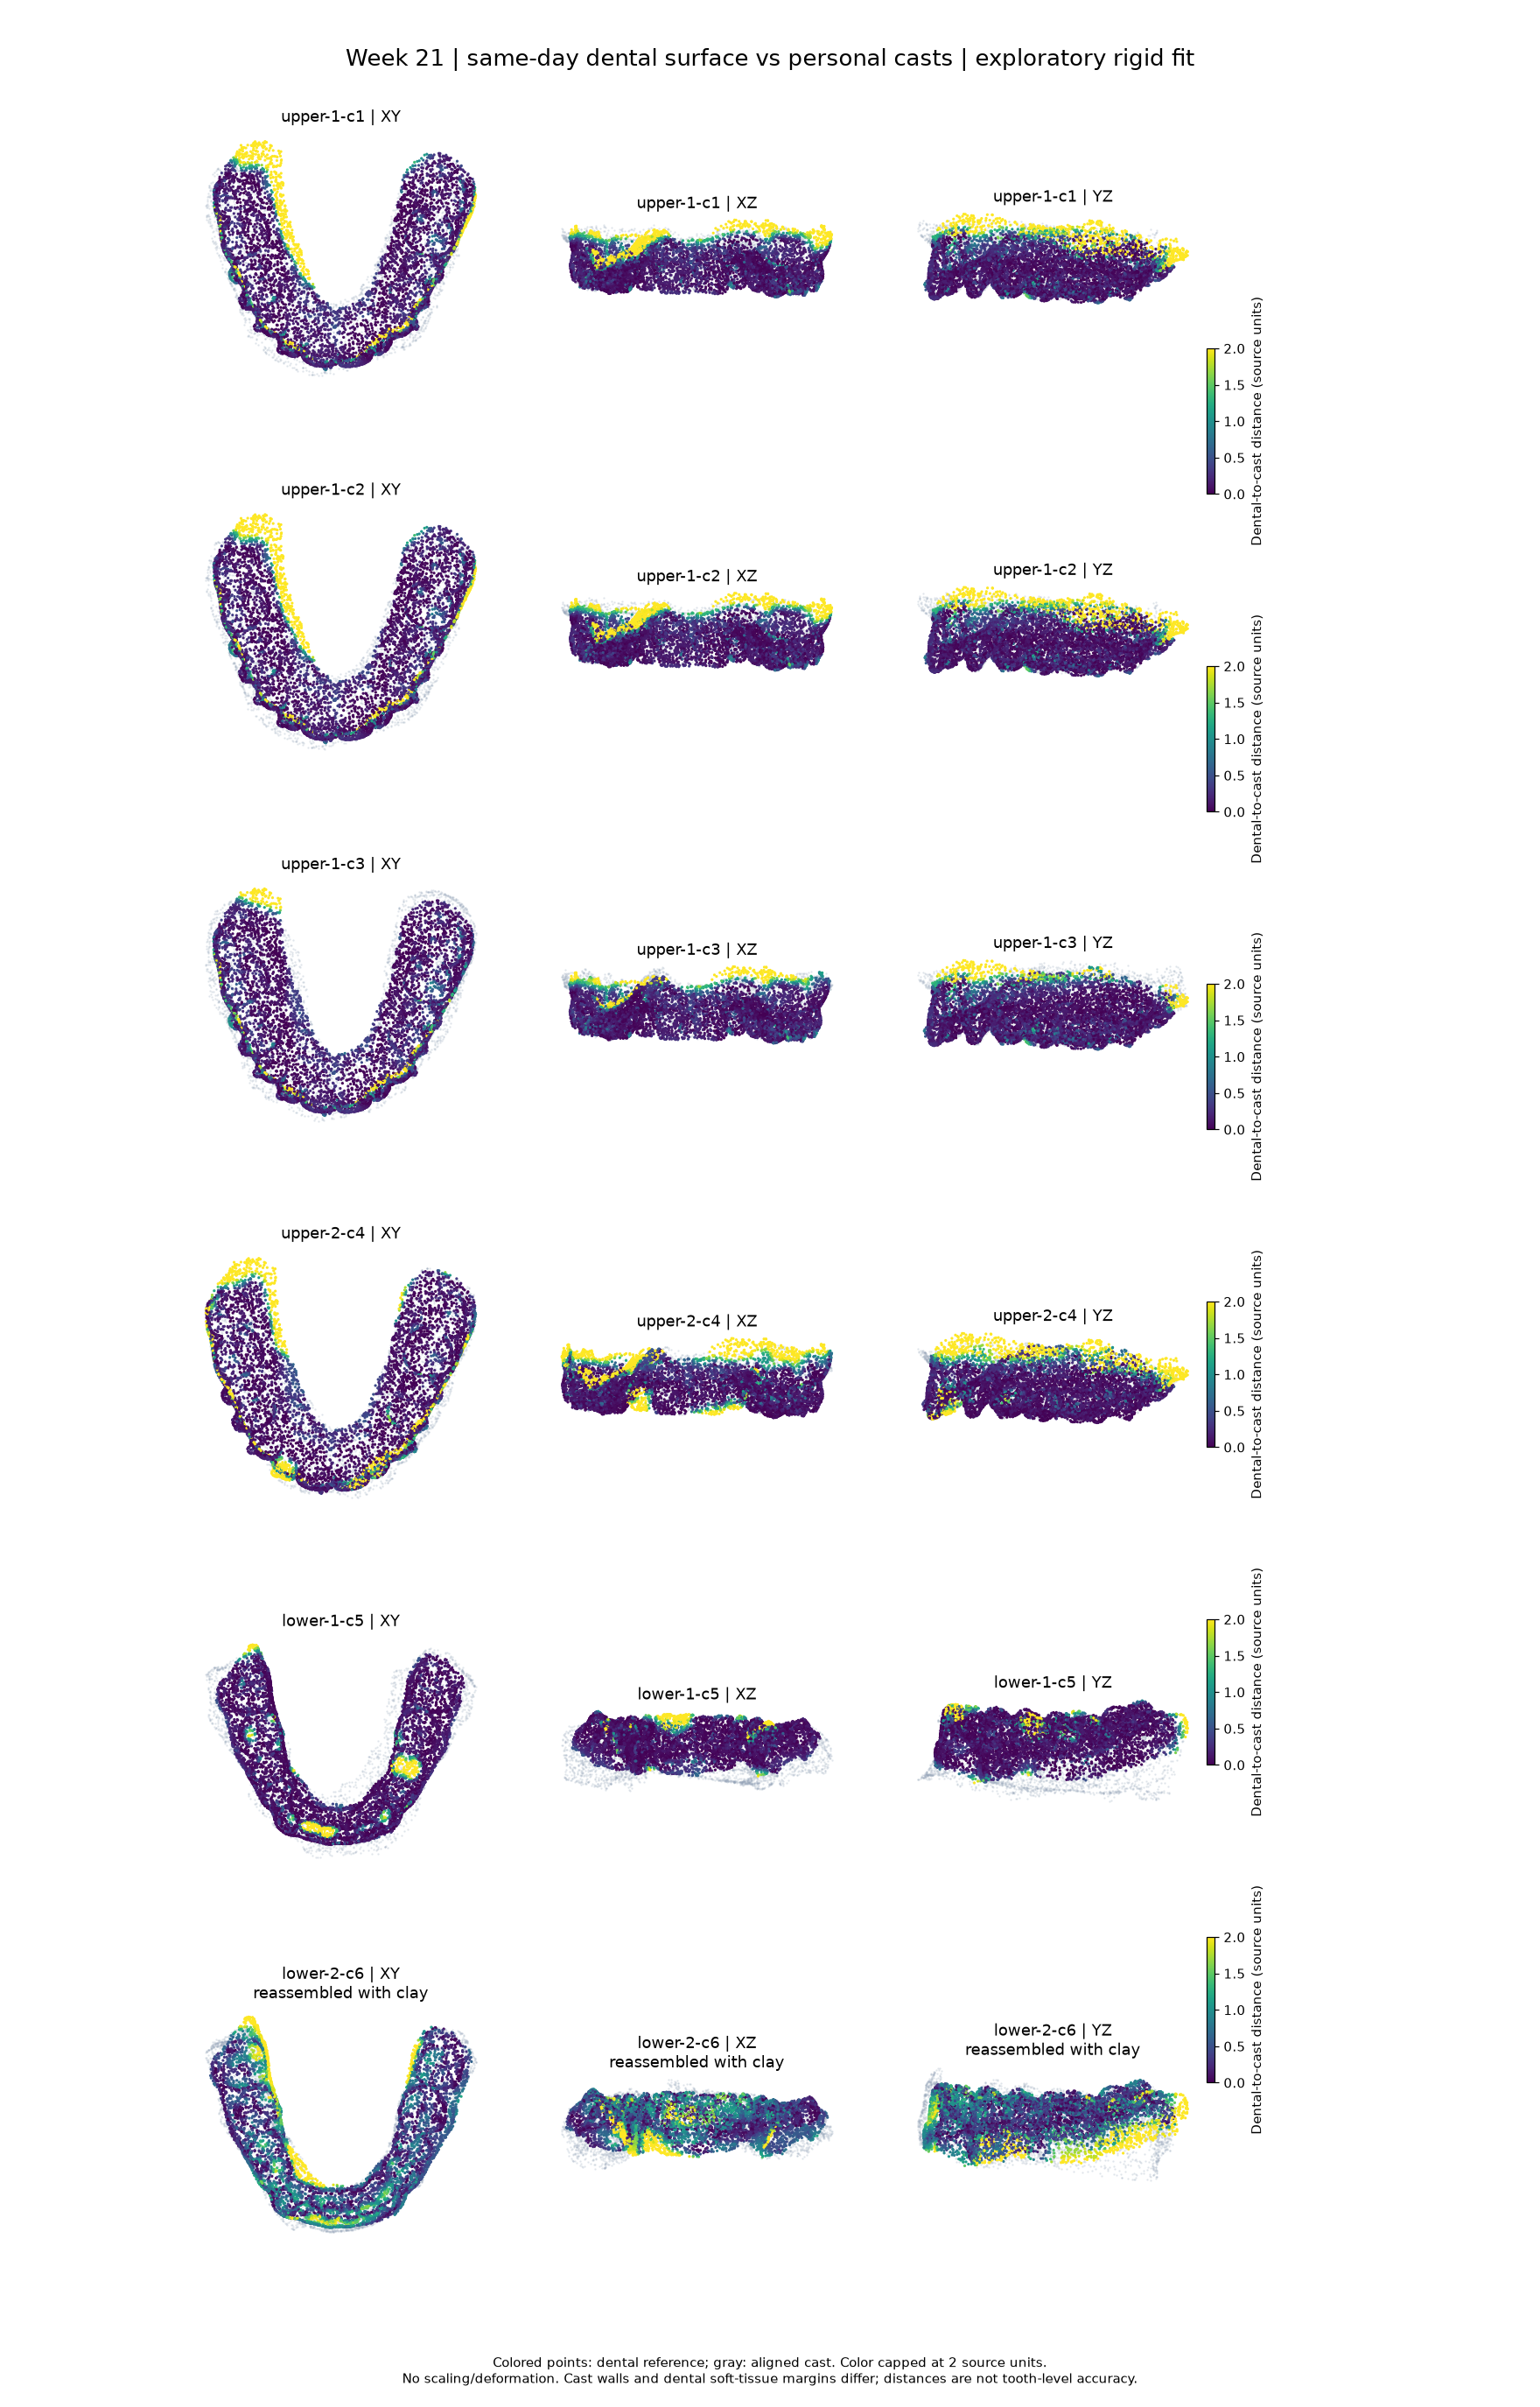 Week 21 | same-day dental surface vs personal casts | exploratory rigid fit
upper-1-c1 | XY
upper-1-c1 | XZ
upper-1-c1 | YZ
2.0
1.5
1.0
0.5
0.0
Dental-to-cast distance (source units)
upper-1-c2 | XY
upper-1-c2 | XZ
upper-1-c2 | YZ
2.0
1.5
1.0
0.5
0.0
Dental-to-cast distance (source units)
upper-1-c3 | XY
upper-1-c3 | XZ
upper-1-c3 | YZ
2.0
1.5
1.0
0.5
0.0
Dental-to-cast distance (source units)
upper-2-c4 | XY
upper-2-c4 | XZ
upper-2-c4 | YZ
2.0
1.5
1.0
0.5
0.0
Dental-to-cast distance (source units)
lower-1-c5 | XY
lower-1-c5 | XZ
lower-1-c5 | YZ
2.0
1.5
1.0
0.5
0.0
Dental-to-cast distance (source units)
lower-2-c6 | XY
reassembled with clay
lower-2-c6 | XZ
reassembled with clay
lower-2-c6 | YZ
reassembled with clay
2.0
1.5
1.0
0.5
0.0
Dental-to-cast distance (source units)
Colored points: dental reference; gray: aligned cast. Color capped at 2 source units.
No scaling/deformation. Cast walls and dental soft-tissue margins differ; distances are not tooth-level accuracy.